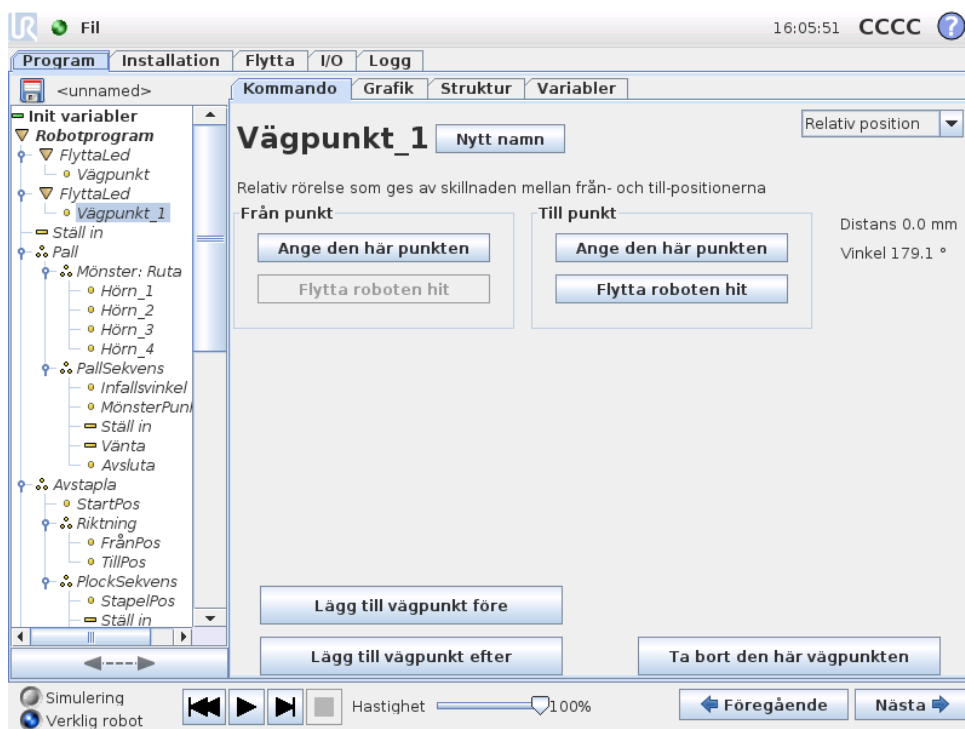 UR Fil 16:05:51 CCCC ?
Program Installation Flytta I/O Logg
<unnamed>
Kommando Grafik Struktur Variabler
Init variabler
Robotprogram
FlyttaLed
Vägpunkt
FlyttaLed
Vägpunkt_1
Ställ in
Pall
Mönster: Ruta
Hörn_1
Hörn_2
Hörn_3
Hörn_4
PallSekvens
Infallsvinkel
MönsterPun
Ställ in
Vänta
Avsluta
Avstapla
StartPos
Riktning
FrånPos
TillPos
PlockSekvens
StapelPos
Ställ in
Vägpunkt_1
Nytt namn
Relativ position
Relativ rörelse som ges av skillnaden mellan från- och till-positionerna
Från punkt
Ange den här punkten
Flytta roboten hit
Till punkt
Ange den här punkten
Flytta roboten hit
Distans 0.0 mm
Vinkel 179.1 °
Lägg till vägpunkt före
Lägg till vägpunkt efter
Ta bort den här vägpunkten
Simulering
Verklig robot
Hastighet 100%
Föregående
Nästa